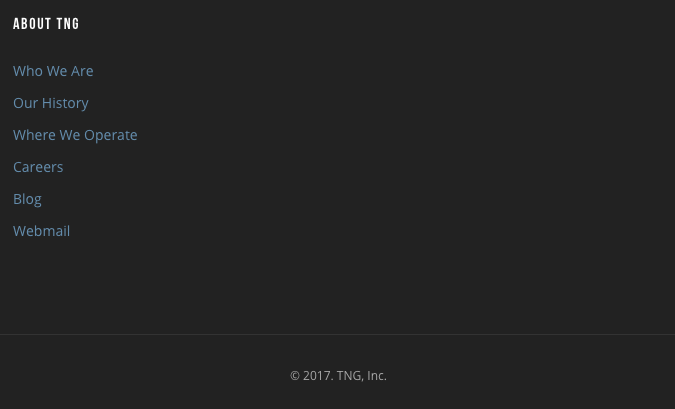 ABOUT TNG
Who We Are
Our History
Where We Operate
Careers
Blog
Webmail
© 2017. TNG, Inc.